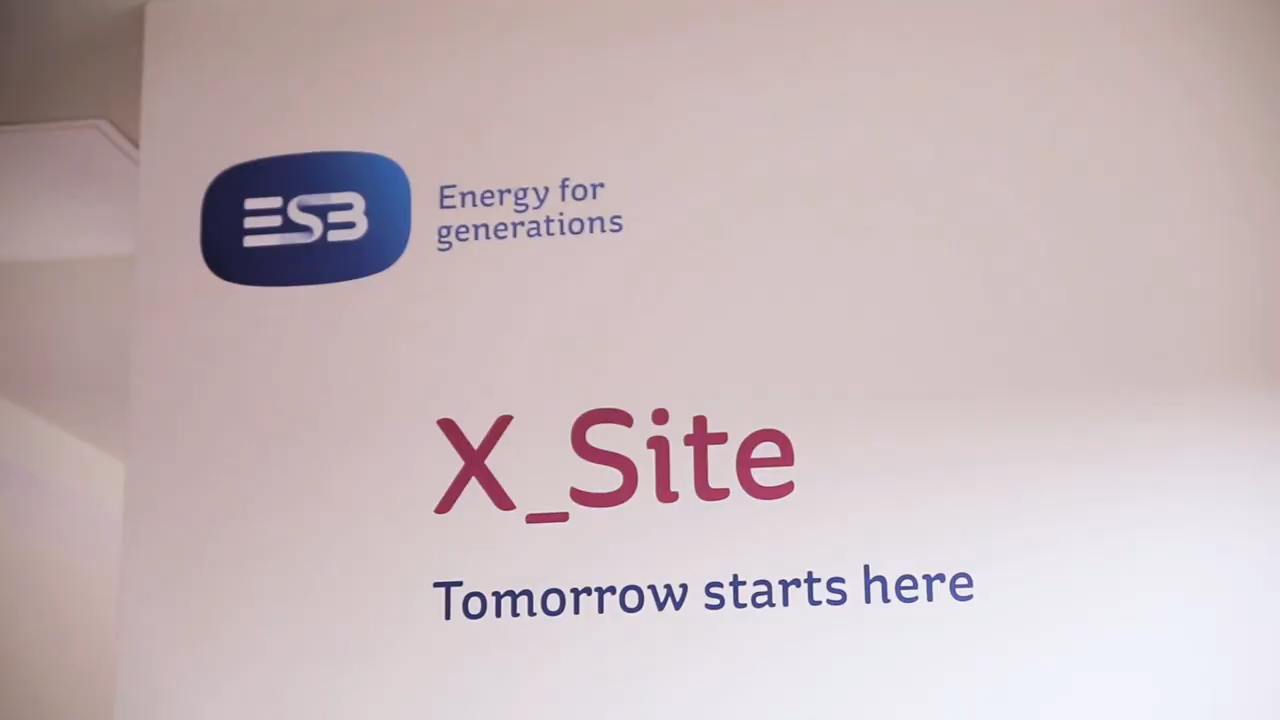 ESB
Energy for
generations
X_Site
Tomorrow starts here